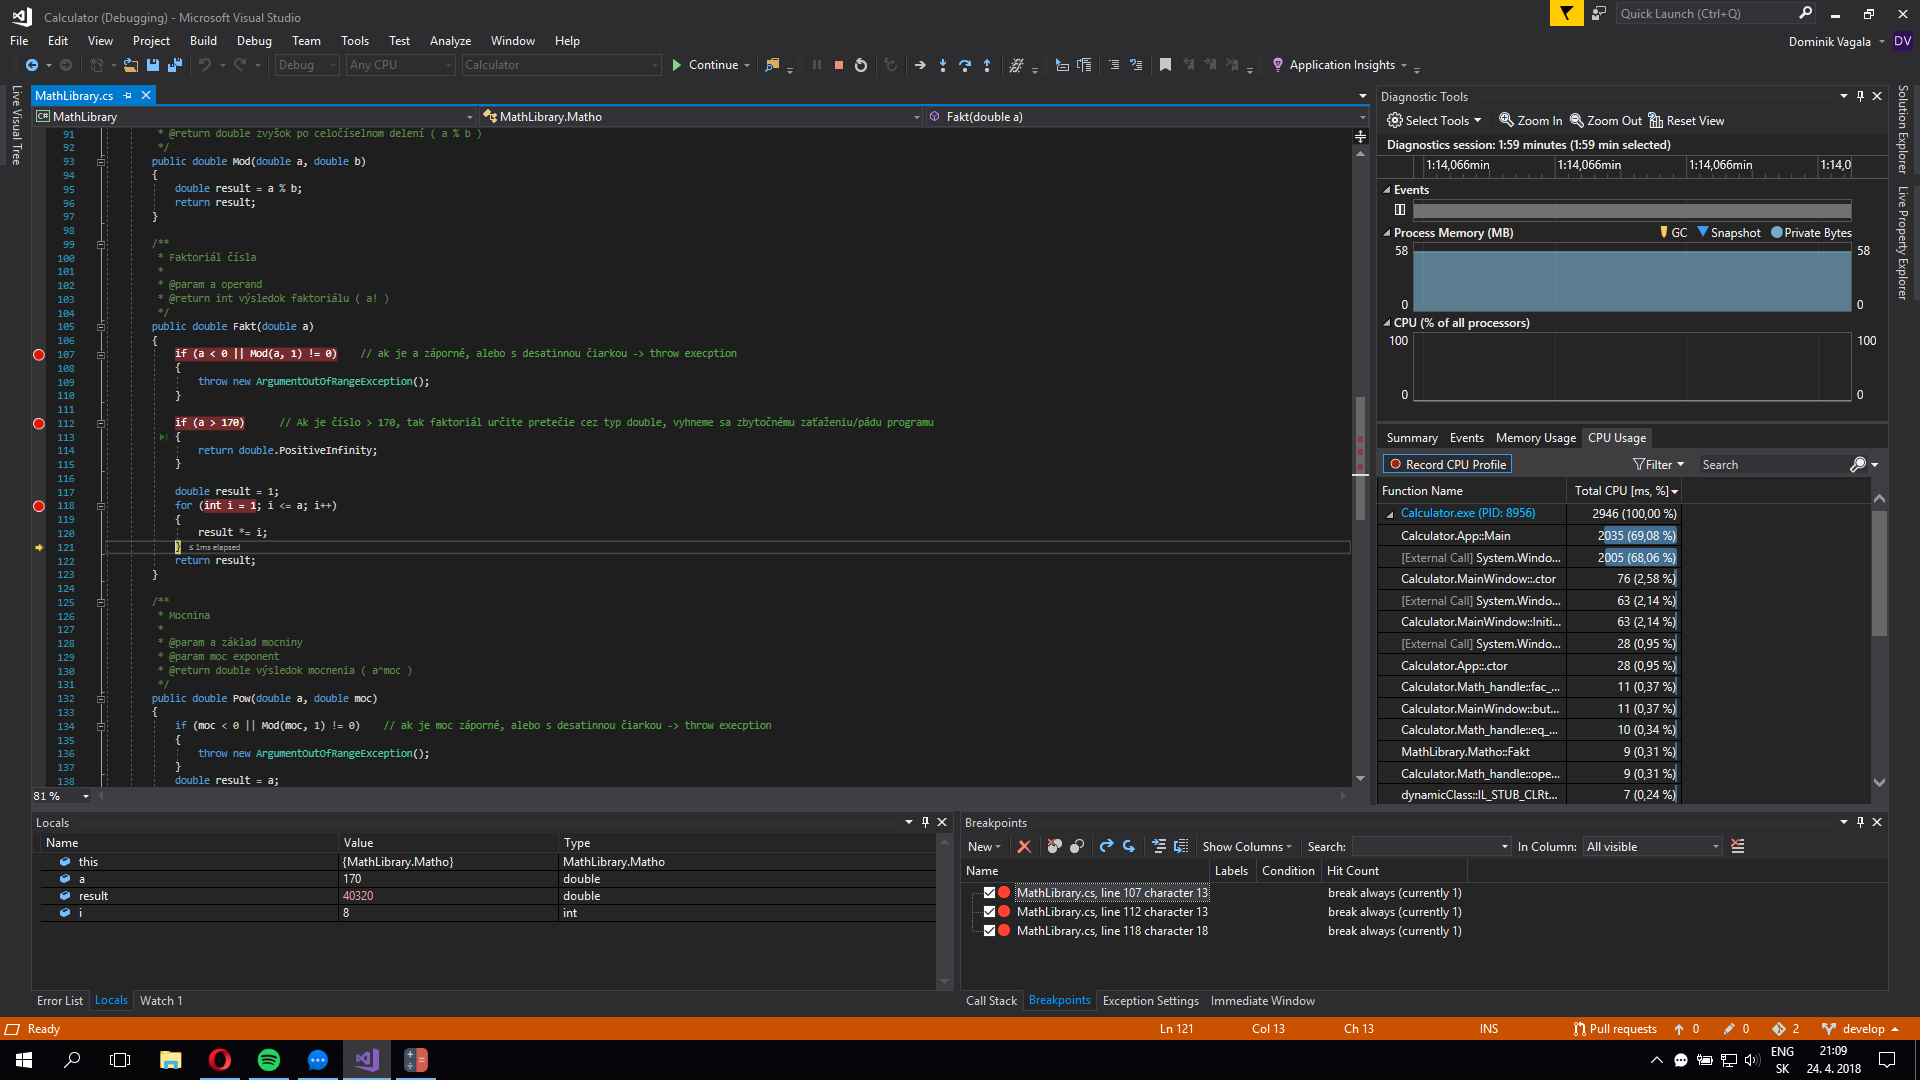 Calculator (Debugging) - Microsoft Visual Studio
Quick Launch (Ctrl+Q)
File Edit View Project Build Debug Team Tools Test Analyze Window Help
Dominik Vagala DV
Debug Any CPU Calculator Continue Application Insights
Live Visual Tree
MathLibrary.cs
MathLibrary MathLibrary.Matho Fakt(double a)
91 * @return double zvyšok po celočíselnom delení ( a % b )
92 */
93 public double Mod(double a, double b)
94 {
95 double result = a % b;
96 return result;
97 }
98
99 /**
100 * Faktoriál čísla
101 *
102 * @param a operand
103 * @return int výsledok faktoriálu ( a! )
104 */
105 public double Fakt(double a)
106 {
107 if (a < 0 || Mod(a, 1) != 0) // ak je a záporné, alebo s desatinnou čiarkou -> throw execption
108 {
109 throw new ArgumentOutOfRangeException();
110 }
111
112 if (a > 170) // Ak je číslo > 170, tak faktoriál určite pretečie cez typ double, vyhneme sa zbytočnému zaťaženiu/pádu programu
113 {
114 return double.PositiveInfinity;
115 }
116
117 double result = 1;
118 for (int i = 1; i <= a; i++)
119 {
120 result *= i;
121 } ≤ 1ms elapsed
122 return result;
123 }
124
125 /**
126 * Mocnina
127 *
128 * @param a základ mocniny
129 * @param moc exponent
130 * @return double výsledok mocnenia ( a^moc )
131 */
132 public double Pow(double a, double moc)
133 {
134 if (moc < 0 || Mod(moc, 1) != 0) // ak je moc záporné, alebo s desatinnou čiarkou -> throw execption
135 {
136 throw new ArgumentOutOfRangeException();
137 }
138 double result = a;
81 %
Diagnostic Tools
Select Tools Zoom In Zoom Out Reset View
Diagnostics session: 1:59 minutes (1:59 min selected)
1:14,066min 1:14,066min 1:14,066min 1:14,0
Events
Process Memory (MB) GC Snapshot Private Bytes
58 58
0 0
CPU (% of all processors)
100 100
0 0
Summary Events Memory Usage CPU Usage
Record CPU Profile Filter Search
Function Name Total CPU [ms, %]
Calculator.exe (PID: 8956) 2946 (100,00 %)
Calculator.App::Main 2035 (69,08 %)
[External Call] System.Windo... 2005 (68,06 %)
Calculator.MainWindow::.ctor 76 (2,58 %)
[External Call] System.Windo... 63 (2,14 %)
Calculator.MainWindow::Initi... 63 (2,14 %)
[External Call] System.Windo... 28 (0,95 %)
Calculator.App::.ctor 28 (0,95 %)
Calculator.Math_handle::fac_... 11 (0,37 %)
Calculator.MainWindow::but... 11 (0,37 %)
Calculator.Math_handle::eq_... 10 (0,34 %)
MathLibrary.Matho::Fakt 9 (0,31 %)
Calculator.Math_handle::ope... 9 (0,31 %)
dynamicClass::IL_STUB_CLRt... 7 (0,24 %)
Solution Explorer
Live Property Explorer
Locals
Name Value Type
this {MathLibrary.Matho} MathLibrary.Matho
a 170 double
result 40320 double
i 8 int
Error List Locals Watch 1
Breakpoints
New Show Columns Search: In Column: All visible
Name Labels Condition Hit Count
MathLibrary.cs, line 107 character 13 break always (currently 1)
MathLibrary.cs, line 112 character 13 break always (currently 1)
MathLibrary.cs, line 118 character 18 break always (currently 1)
Call Stack Breakpoints Exception Settings Immediate Window
Ready Ln 121 Col 13 Ch 13 INS Pull requests 0 0 2 develop
ENG
SK
21:09
24. 4. 2018